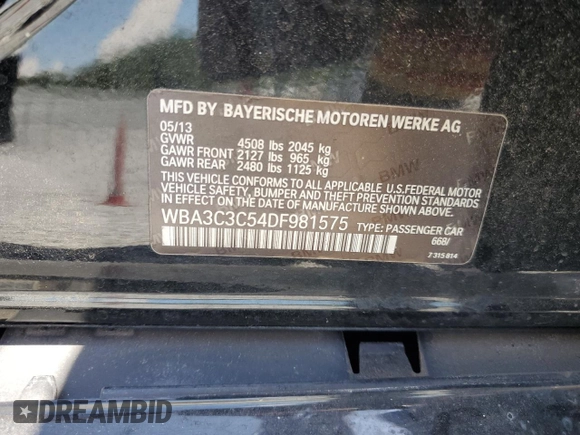 MFD BY BAYERISCHE MOTOREN WERKE AG
05/13
GVWR 4508 lbs 2045 kg
GAWR FRONT 2127 lbs 965 kg
GAWR REAR 2480 lbs 1125 kg
THIS VEHICLE CONFORMS TO ALL APPLICABLE U.S.FEDERAL MOTOR
VEHICLE SAFETY, BUMPER AND THEFT PREVENTION STANDARDS
IN EFFECT ON THE DATE OF MANUFACTURE SHOWN ABOVE.
WBA3C3C54DF981575 TYPE: PASSENGER CAR
668/
7 315 814
DREAMBID